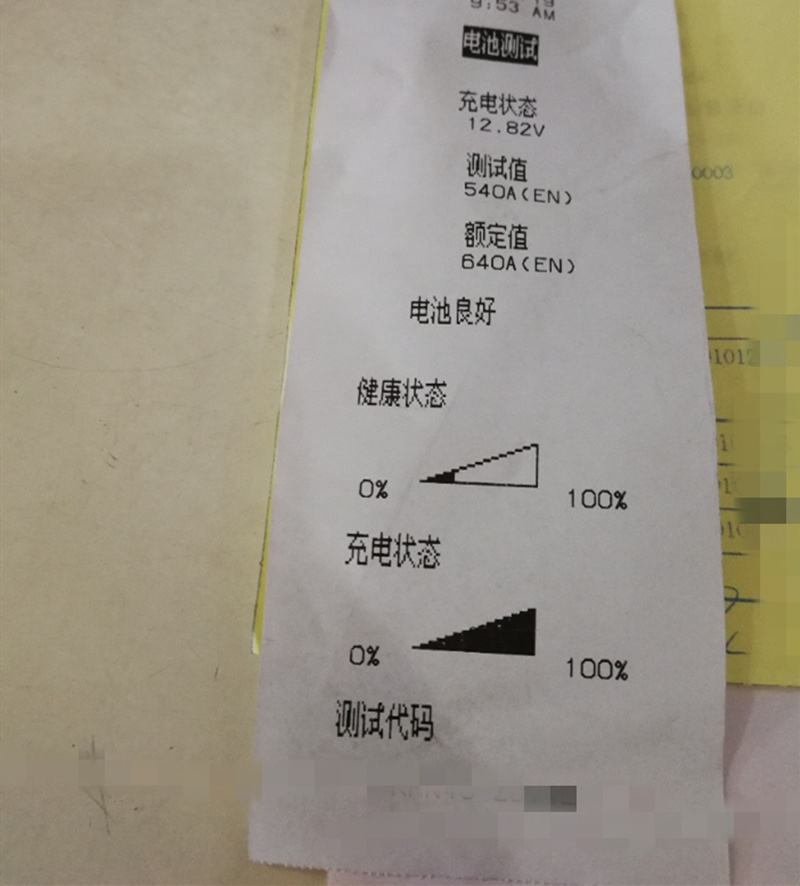 9:53 AM
电池测试
充电状态
12.82V
测试值
540A(EN)
0003
额定值
640A(EN)
电池良好
健康状态
0%
100%
充电状态
0%
100%
测试代码